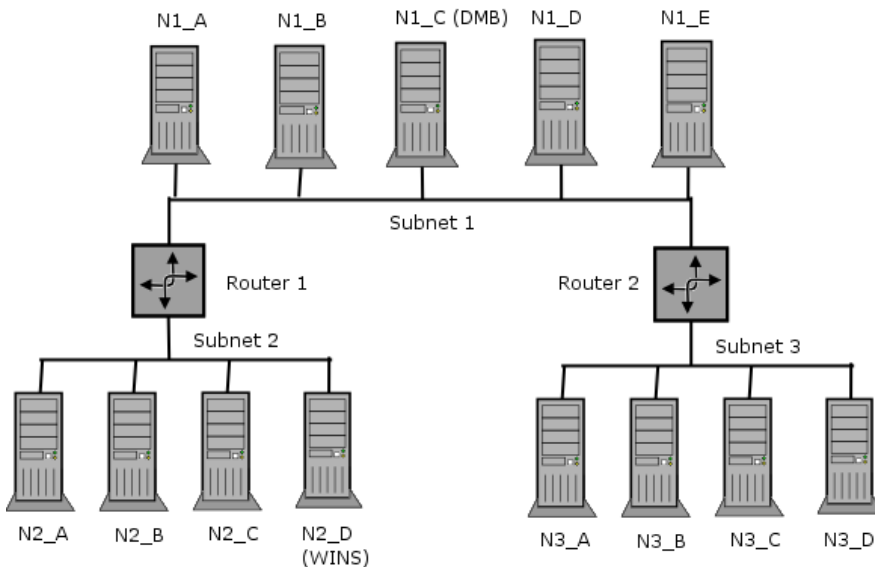 N1_A
N1_B
N1_C (DMB)
N1_D
N1_E
Subnet 1
Router 1
Router 2
Subnet 2
Subnet 3
N2_A
N2_B
N2_C
N2_D
(WINS)
N3_A
N3_B
N3_C
N3_D